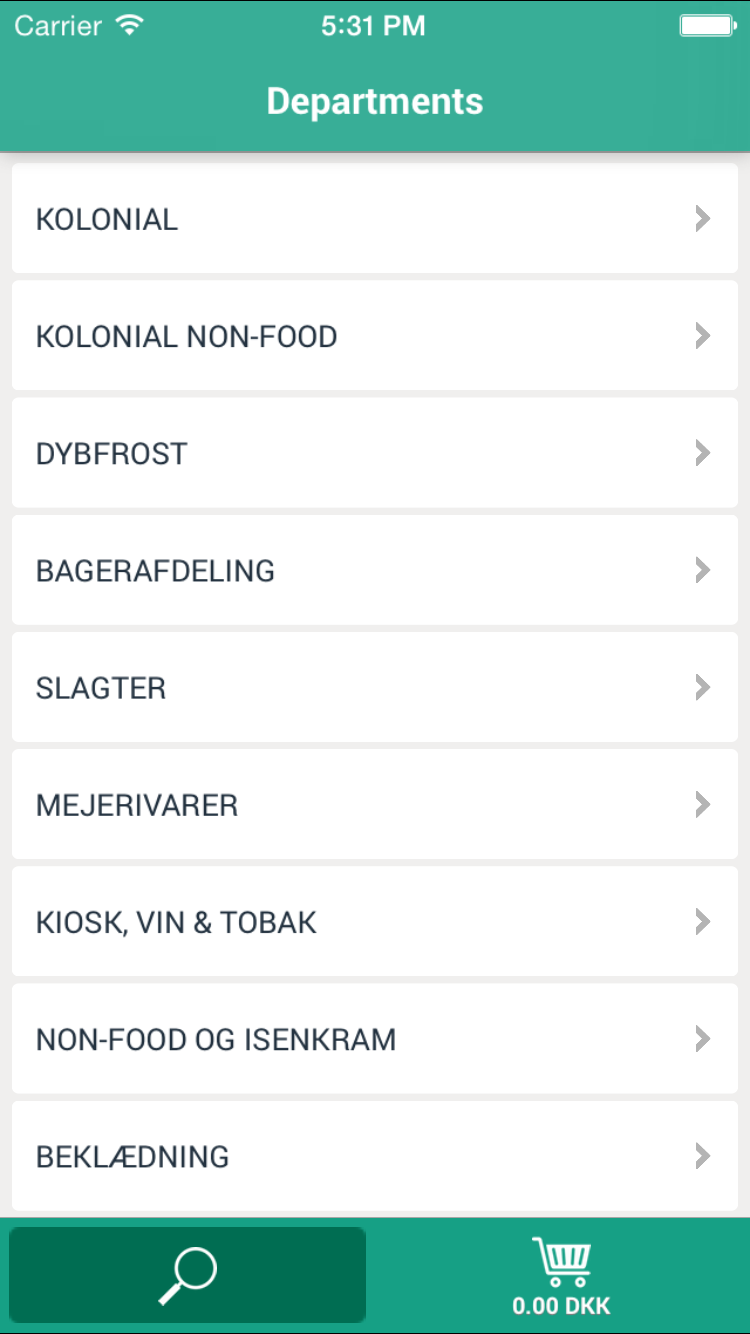 Carrier 5:31 PM
Departments
KOLONIAL
KOLONIAL NON-FOOD
DYBFROST
BAGERAFDELING
SLAGTER
MEJERIVARER
KIOSK, VIN & TOBAK
NON-FOOD OG ISENKRAM
BEKLÆDNING
0.00 DKK